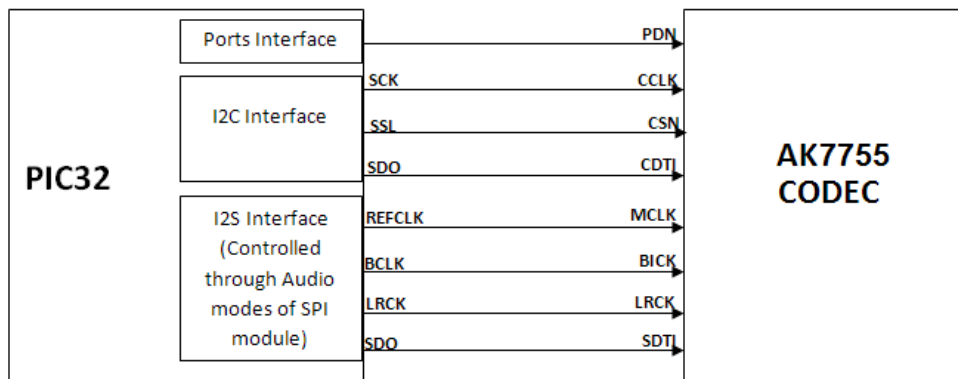 Ports Interface
PDN
SCK
CCLK
I2C Interface
SSL
CSN
SDO
CDTI
PIC32
AK7755
CODEC
I2S Interface
(Controlled
through Audio
modes of SPI
module)
REFCLK
MCLK
BCLK
BICK
LRCK
LRCK
SDO
SDTI